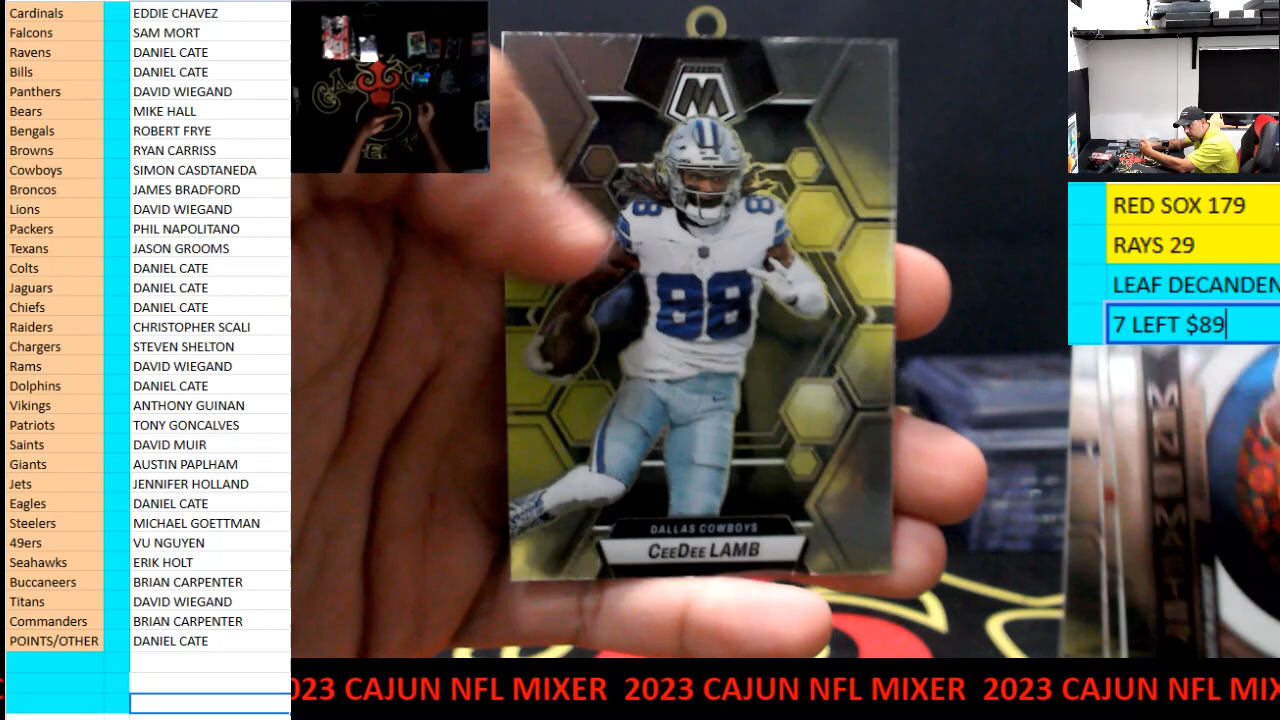 Cardinals EDDIE CHAVEZ
Falcons SAM MORT
Ravens DANIEL CATE
Bills DANIEL CATE
Panthers DAVID WIEGAND
Bears MIKE HALL
Bengals ROBERT FRYE
Browns RYAN CARRISS
Cowboys SIMON CASDTANEDA
Broncos JAMES BRADFORD
Lions DAVID WIEGAND
Packers PHIL NAPOLITANO
Texans JASON GROOMS
Colts DANIEL CATE
Jaguars DANIEL CATE
Chiefs DANIEL CATE
Raiders CHRISTOPHER SCALI
Chargers STEVEN SHELTON
Rams DAVID WIEGAND
Dolphins DANIEL CATE
Vikings ANTHONY GUINAN
Patriots TONY GONCALVES
Saints DAVID MUIR
Giants AUSTIN PAPLHAM
Jets JENNIFER HOLLAND
Eagles DANIEL CATE
Steelers MICHAEL GOETTMAN
49ers VU NGUYEN
Seahawks ERIK HOLT
Buccaneers BRIAN CARPENTER
Titans DAVID WIEGAND
Commanders BRIAN CARPENTER
POINTS/OTHER DANIEL CATE
M
8 8
88
DALLAS COWBOYS
CEEDEE LAMB
RED SOX 179
RAYS 29
LEAF DECANDEN
7 LEFT $89
023 CAJUN NFL MIXER 2023 CAJUN NFL MIXER 2023 CAJUN NFL MIX